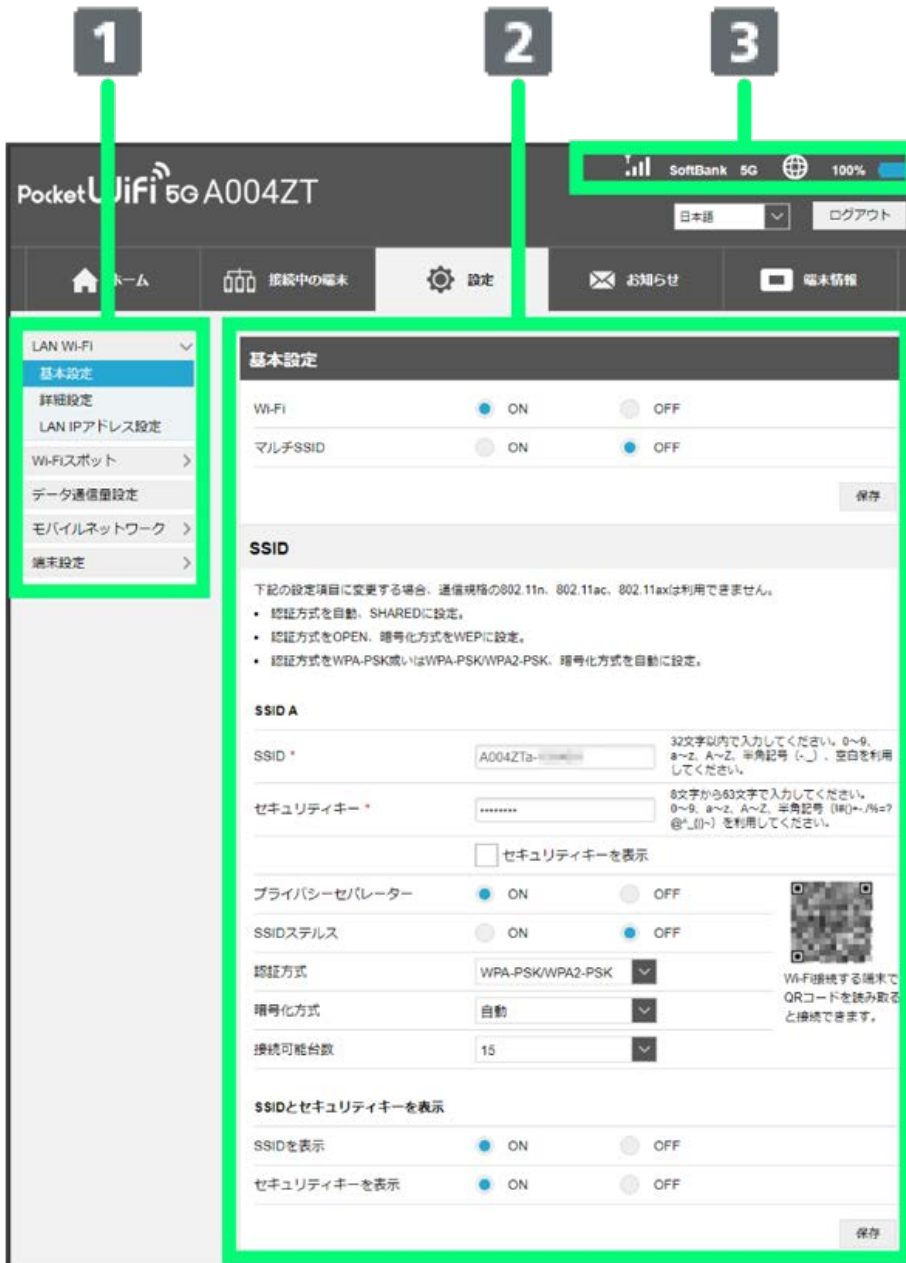 1 2 3
SoftBank 5G 100%
Pocket WiFi 5G A004ZT
日本語 ログアウト
ホーム 接続中の端末 設定 お知らせ 端末情報
LAN Wi-Fi
基本設定
詳細設定
LAN IPアドレス設定
Wi-Fiスポット
データ通信量設定
モバイルネットワーク
端末設定
基本設定
Wi-Fi ON OFF
マルチSSID ON OFF
保存
SSID
下記の設定項目に変更する場合、通信規格の802.11n、802.11ac、802.11axは利用できません。
• 認証方式を自動、SHAREDに設定。
• 認証方式をOPEN、暗号化方式をWEPに設定。
• 認証方式をWPA-PSK或いはWPA-PSK/WPA2-PSK、暗号化方式を自動に設定。
SSID A
SSID * A004ZTa-
32文字以内で入力してください。0~9、
a~z、A~Z、半角記号 (-._) 、空白を利用
してください。
セキュリティキー * ••••••••
8文字から63文字で入力してください。
0~9、a~z、A~Z、半角記号
を利用してください。
セキュリティキーを表示
プライバシーセパレーター ON OFF
SSIDステルス ON OFF
認証方式 WPA-PSK/WPA2-PSK
暗号化方式 自動
接続可能台数 15
Wi-Fi接続する端末で
QRコードを読み取る
と接続できます。
SSIDとセキュリティキーを表示
SSIDを表示 ON OFF
セキュリティキーを表示 ON OFF
保存